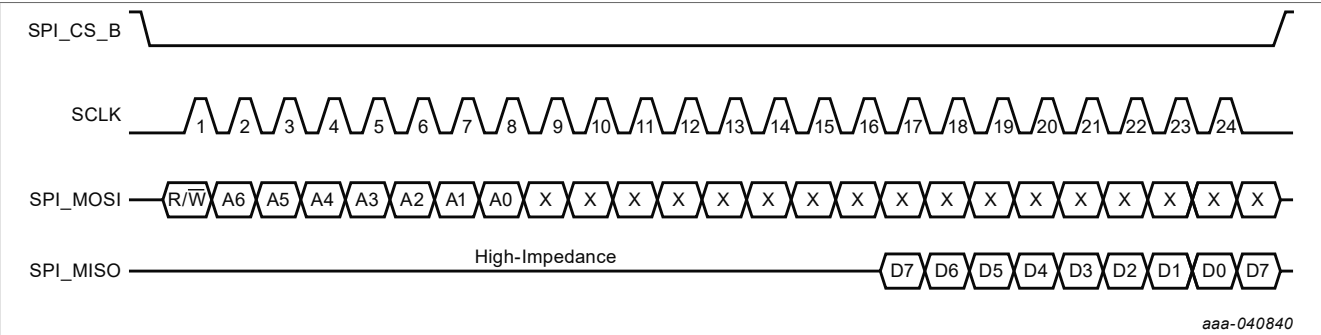 SPI_CS_B
SCLK 1 2 3 4 5 6 7 8 9 10 11 12 13 14 15 16 17 18 19 20 21 22 23 24
SPI_MOSI R/W̅ A6 A5 A4 A3 A2 A1 A0 X X X X X X X X X X X X X X X X X
High-Impedance
SPI_MISO D7 D6 D5 D4 D3 D2 D1 D0 D7
aaa-040840